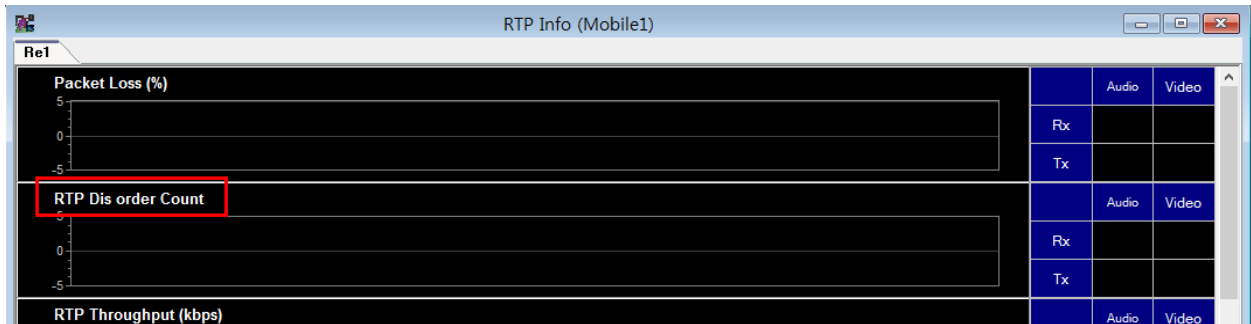 RTP Info (Mobile1)
Re1
Packet Loss (%)
Audio Video
5
0
-5
Rx
Tx
RTP Dis order Count
Audio Video
5
0
-5
Rx
Tx
RTP Throughput (kbps)
Audio Video